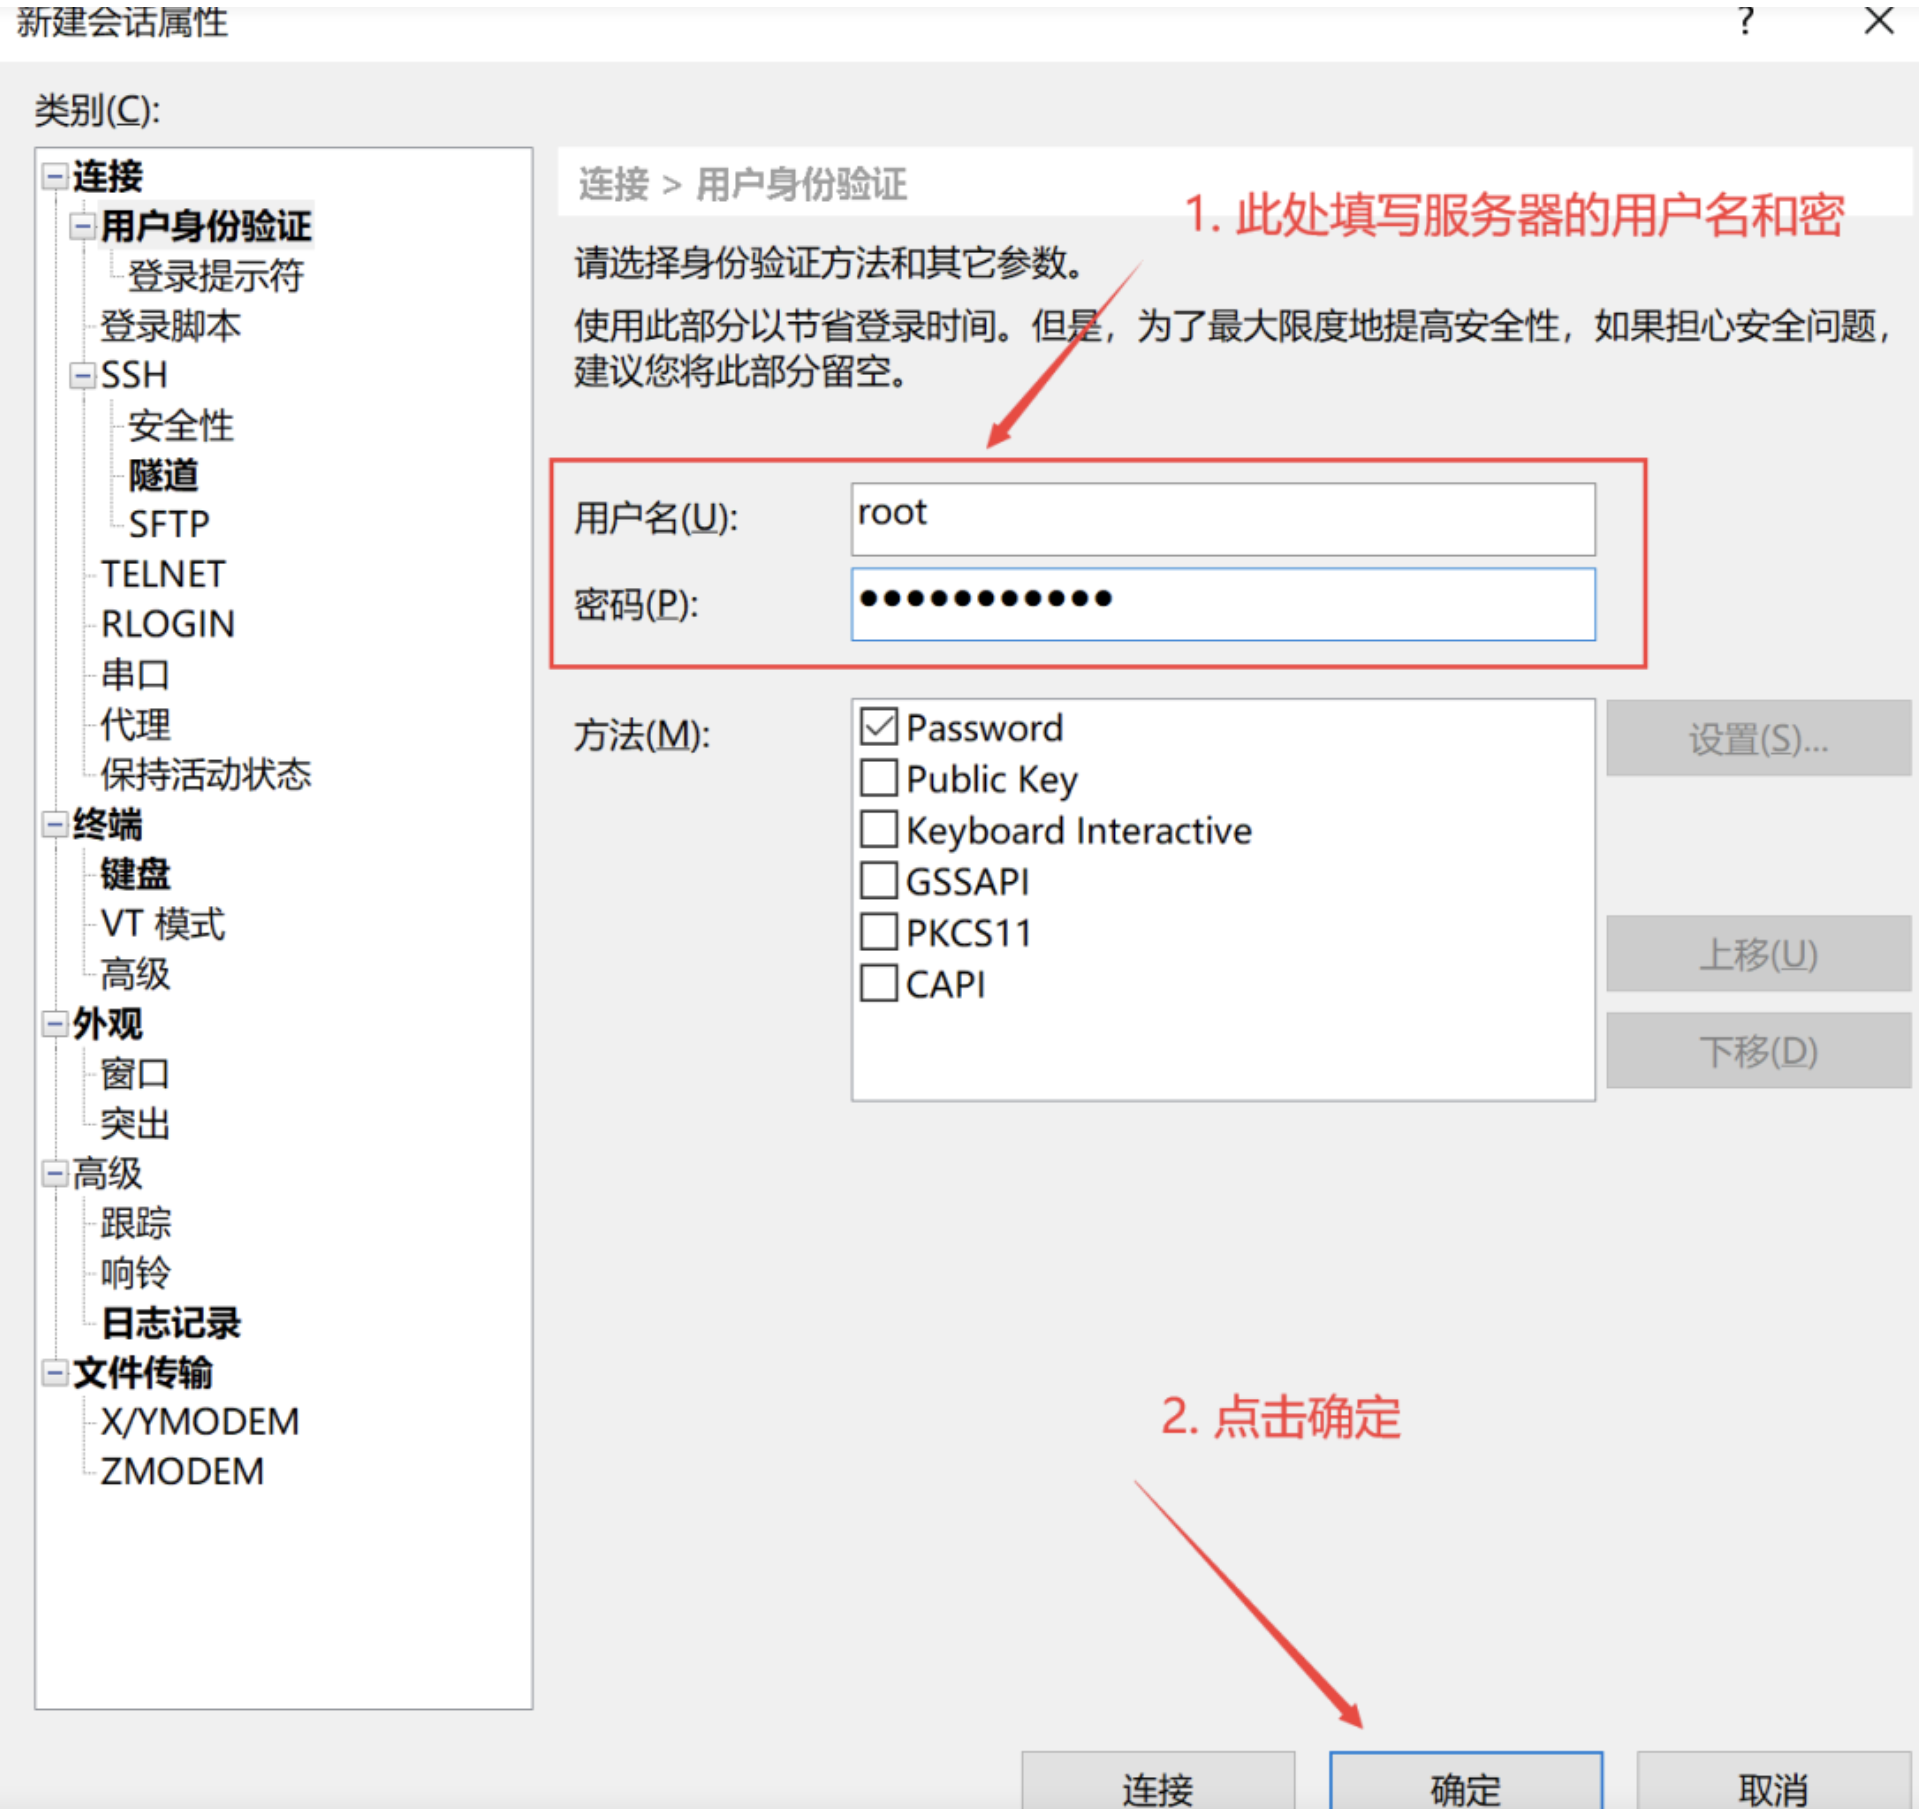 新建会话属性
?
类别(C):
连接
用户身份验证
登录提示符
登录脚本
SSH
安全性
隧道
SFTP
TELNET
RLOGIN
串口
代理
保持活动状态
终端
键盘
VT 模式
高级
外观
窗口
突出
高级
跟踪
响铃
日志记录
文件传输
X/YMODEM
ZMODEM
连接 > 用户身份验证
1. 此处填写服务器的用户名和密
请选择身份验证方法和其它参数。
使用此部分以节省登录时间。但是，为了最大限度地提高安全性，如果担心安全问题，
建议您将此部分留空。
用户名(U): root
密码(P): ●●●●●●●●●●●
方法(M):
Password
Public Key
Keyboard Interactive
GSSAPI
PKCS11
CAPI
设置(S)...
上移(U)
下移(D)
2. 点击确定
连接 确定 取消